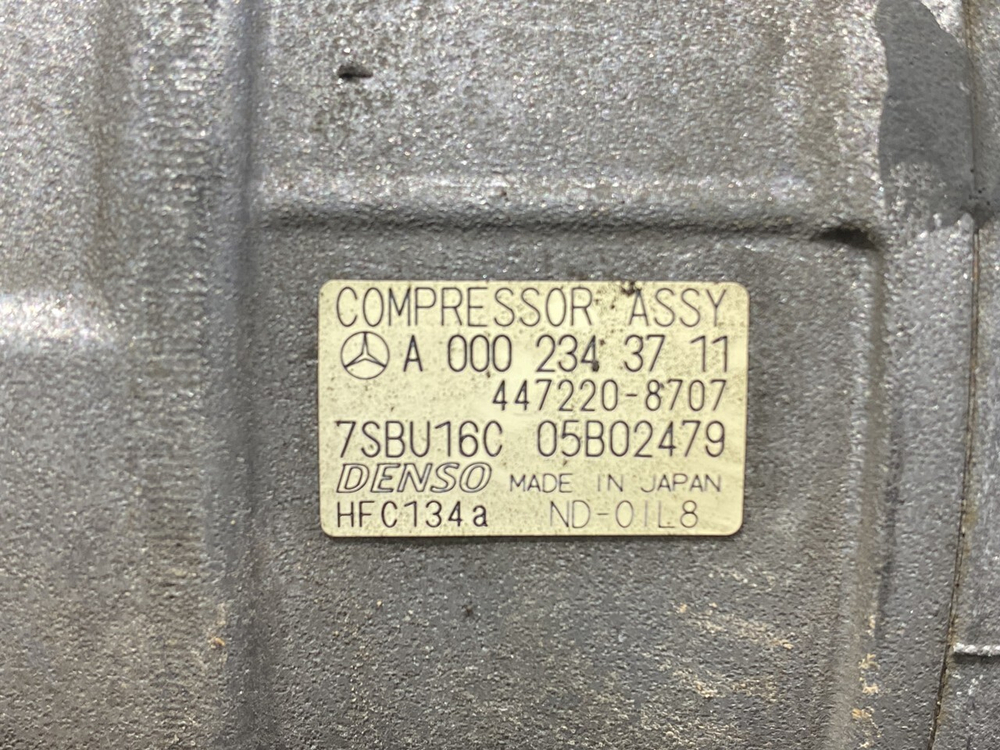 COMPRESSOR ASSY
A 000 234 37 11
447220-8707
7SBU16C 05B02479
DENSO MADE IN JAPAN
HFC134a ND-OIL8